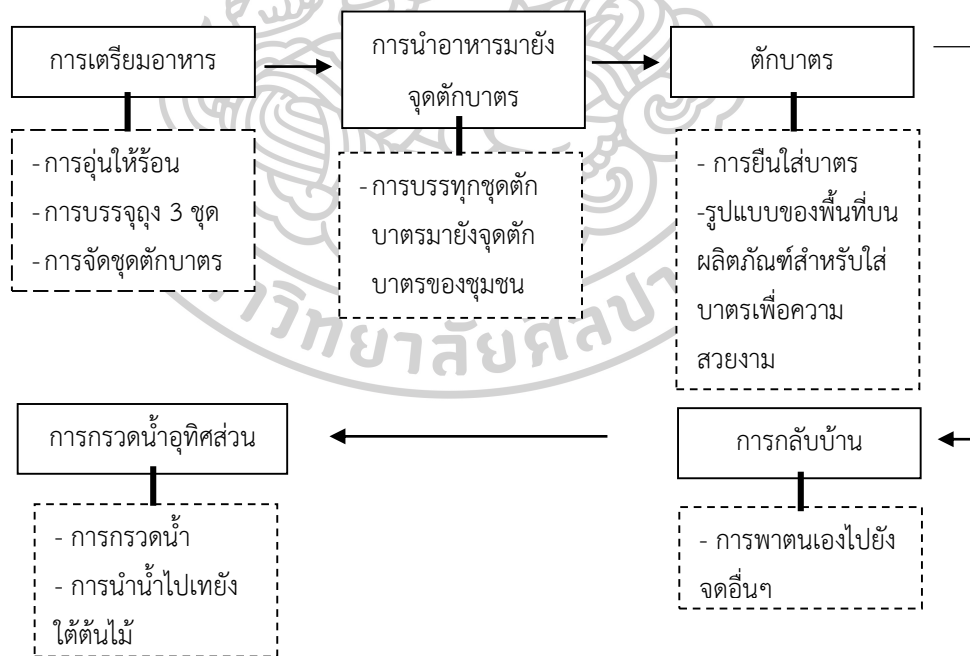 การเตรียมอาหาร
- การอุ่นให้ร้อน
- การบรรจุถุง 3 ชุด
- การจัดชุดตักบาตร
การนำอาหารมายัง
จุดตักบาตร
- การบรรทุกชุดตัก
บาตรมายังจุดตัก
บาตรของชุมชน
ตักบาตร
- การยืนใส่บาตร
-รูปแบบของพื้นที่บน
ผลิตภัณฑ์สำหรับใส่
บาตรเพื่อความ
สวยงาม
การกลับบ้าน
- การพาตนเองไปยัง
จดอื่นๆ
การกรวดน้ำอุทิศส่วน
- การกรวดน้ำ
- การนำน้ำไปเทยัง
ใต้ต้นไม้